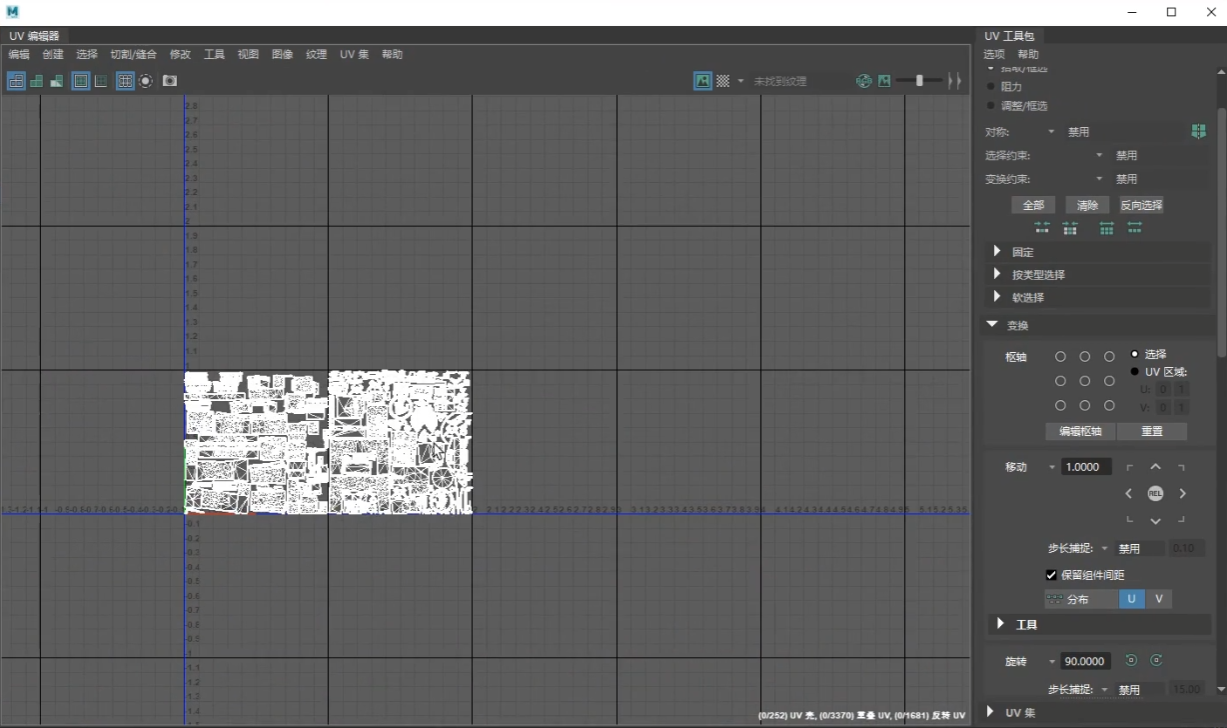 UV 编辑器
编辑 创建 选择 切割/缝合 修改 工具 视图 图像 纹理 UV 集 帮助
未找到纹理
2.8
2.7
2.6
2.5
2.4
2.3
2.2
2.1
2
1.9
1.8
1.7
1.6
1.5
1.4
1.3
1.2
1.1
1
-0.1
-0.2
-0.3
-0.4
-0.5
-0.6
-0.7
-0.8
-0.9
-1
-1.1
-1.2
-1.3
-1.4
(0/252) UV 壳, (0/3370) 重叠 UV, (0/1681) 反转 UV
UV 工具包
选项 帮助
拾取/框选
阻力
调整/框选
对称: 禁用
选择约束: 禁用
变换约束: 禁用
全部 清除 反向选择
固定
按类型选择
软选择
变换
枢轴 选择
UV 区域:
U: 0 1
V: 0 1
编辑枢轴 重置
移动 1.0000
REL
步长捕捉: 禁用 0.10
保留组件间距
分布 U V
工具
旋转 90.0000
步长捕捉: 禁用 15.00
UV 集